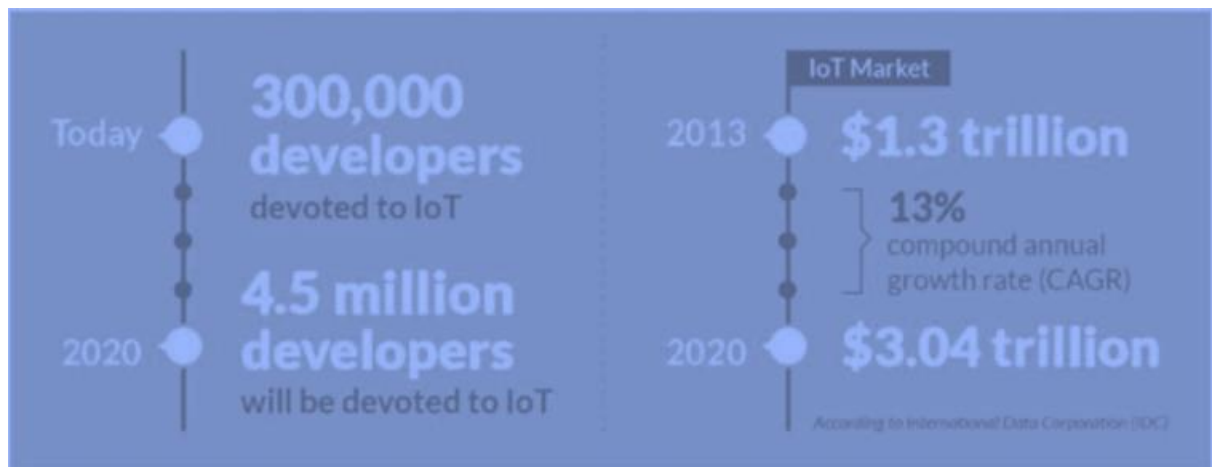 Today
300,000
developers
devoted to IoT
2020
4.5 million
developers
will be devoted to IoT
IoT Market
2013
$1.3 trillion
13%
compound annual
growth rate (CAGR)
2020
$3.04 trillion
According to International Data Corporation (IDC)